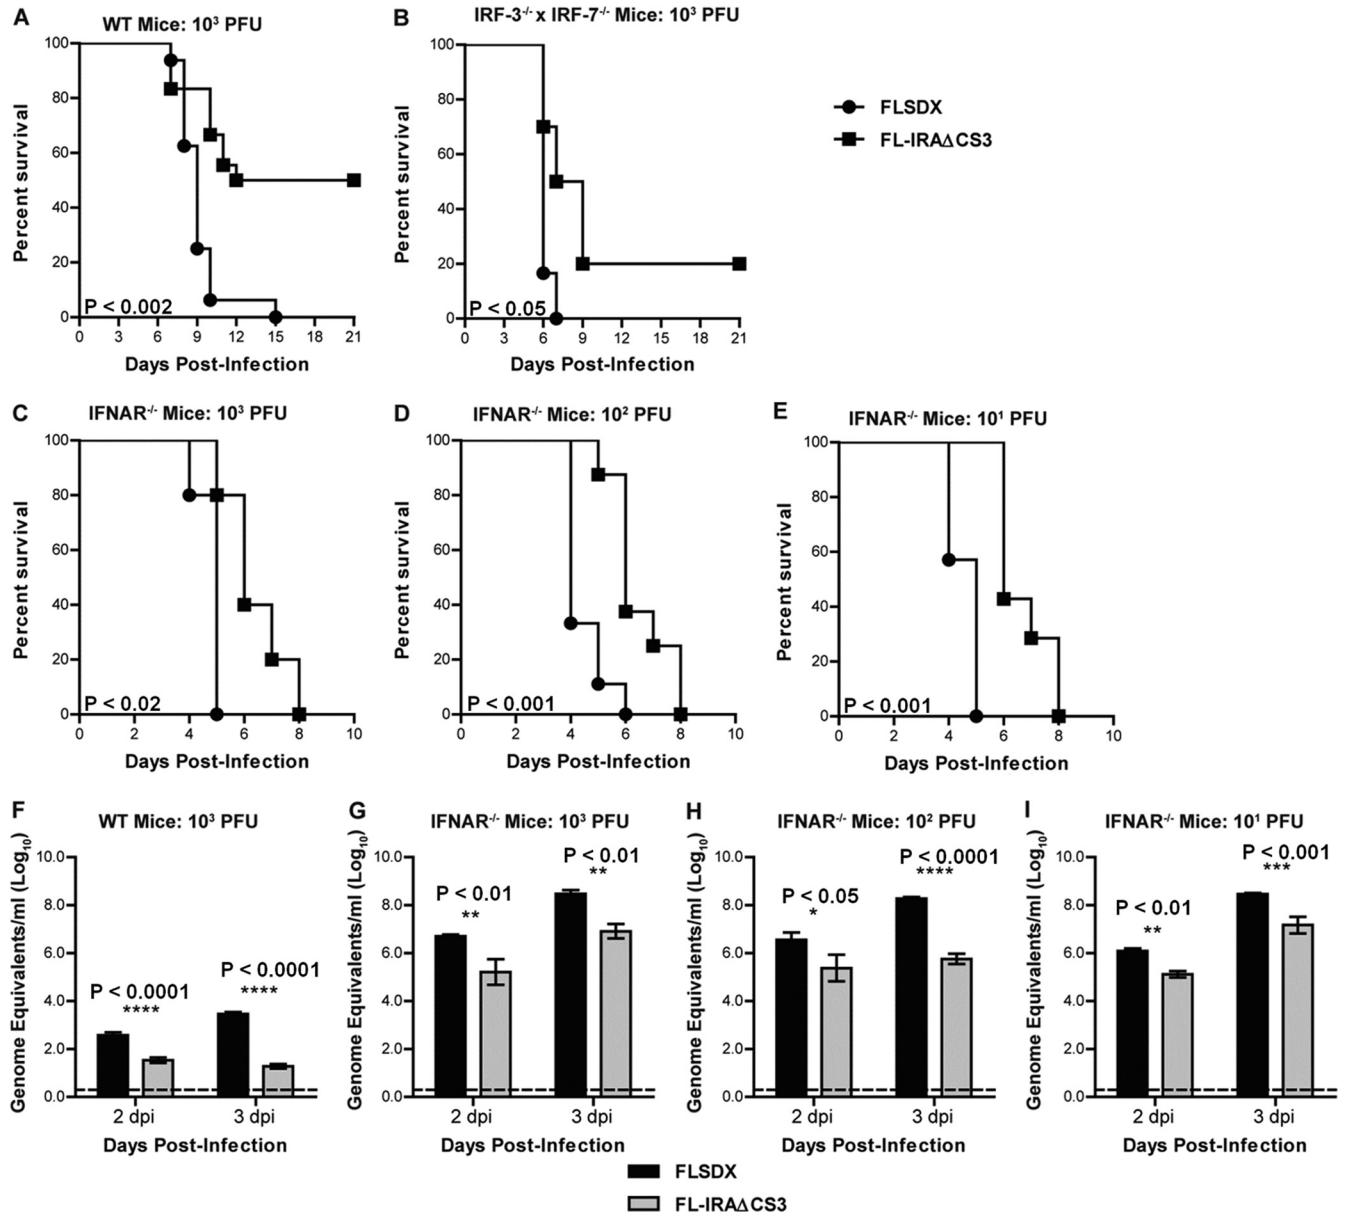 A
WT Mice: 10³ PFU
Percent survival
100
80
60
40
20
0
P < 0.002
0 3 6 9 12 15 18 21
Days Post-Infection
B
IRF-3⁻/⁻ x IRF-7⁻/⁻ Mice: 10³ PFU
Percent survival
100
80
60
40
20
0
P < 0.05
0 3 6 9 12 15 18 21
Days Post-Infection
FLSDX
FL-IRAΔCS3
C
IFNAR⁻/⁻ Mice: 10³ PFU
Percent survival
100
80
60
40
20
0
P < 0.02
0 2 4 6 8 10
Days Post-Infection
D
IFNAR⁻/⁻ Mice: 10² PFU
Percent survival
100
80
60
40
20
0
P < 0.001
0 2 4 6 8 10
Days Post-Infection
E
IFNAR⁻/⁻ Mice: 10¹ PFU
Percent survival
100
80
60
40
20
0
P < 0.001
0 2 4 6 8 10
Days Post-Infection
F
WT Mice: 10³ PFU
Genome Equivalents/ml (Log₁₀)
10.0
8.0
6.0
4.0
2.0
0.0
P < 0.0001
****
P < 0.0001
****
2 dpi 3 dpi
Days Post-Infection
G
IFNAR⁻/⁻ Mice: 10³ PFU
Genome Equivalents/ml (Log₁₀)
10.0
8.0
6.0
4.0
2.0
0.0
P < 0.01
**
P < 0.01
**
2 dpi 3 dpi
Days Post-Infection
H
IFNAR⁻/⁻ Mice: 10² PFU
Genome Equivalents/ml (Log₁₀)
10.0
8.0
6.0
4.0
2.0
0.0
P < 0.05
*
P < 0.0001
****
2 dpi 3 dpi
Days Post-Infection
I
IFNAR⁻/⁻ Mice: 10¹ PFU
Genome Equivalents/ml (Log₁₀)
10.0
8.0
6.0
4.0
2.0
0.0
P < 0.01
**
P < 0.001
***
2 dpi 3 dpi
Days Post-Infection
FLSDX
FL-IRAΔCS3